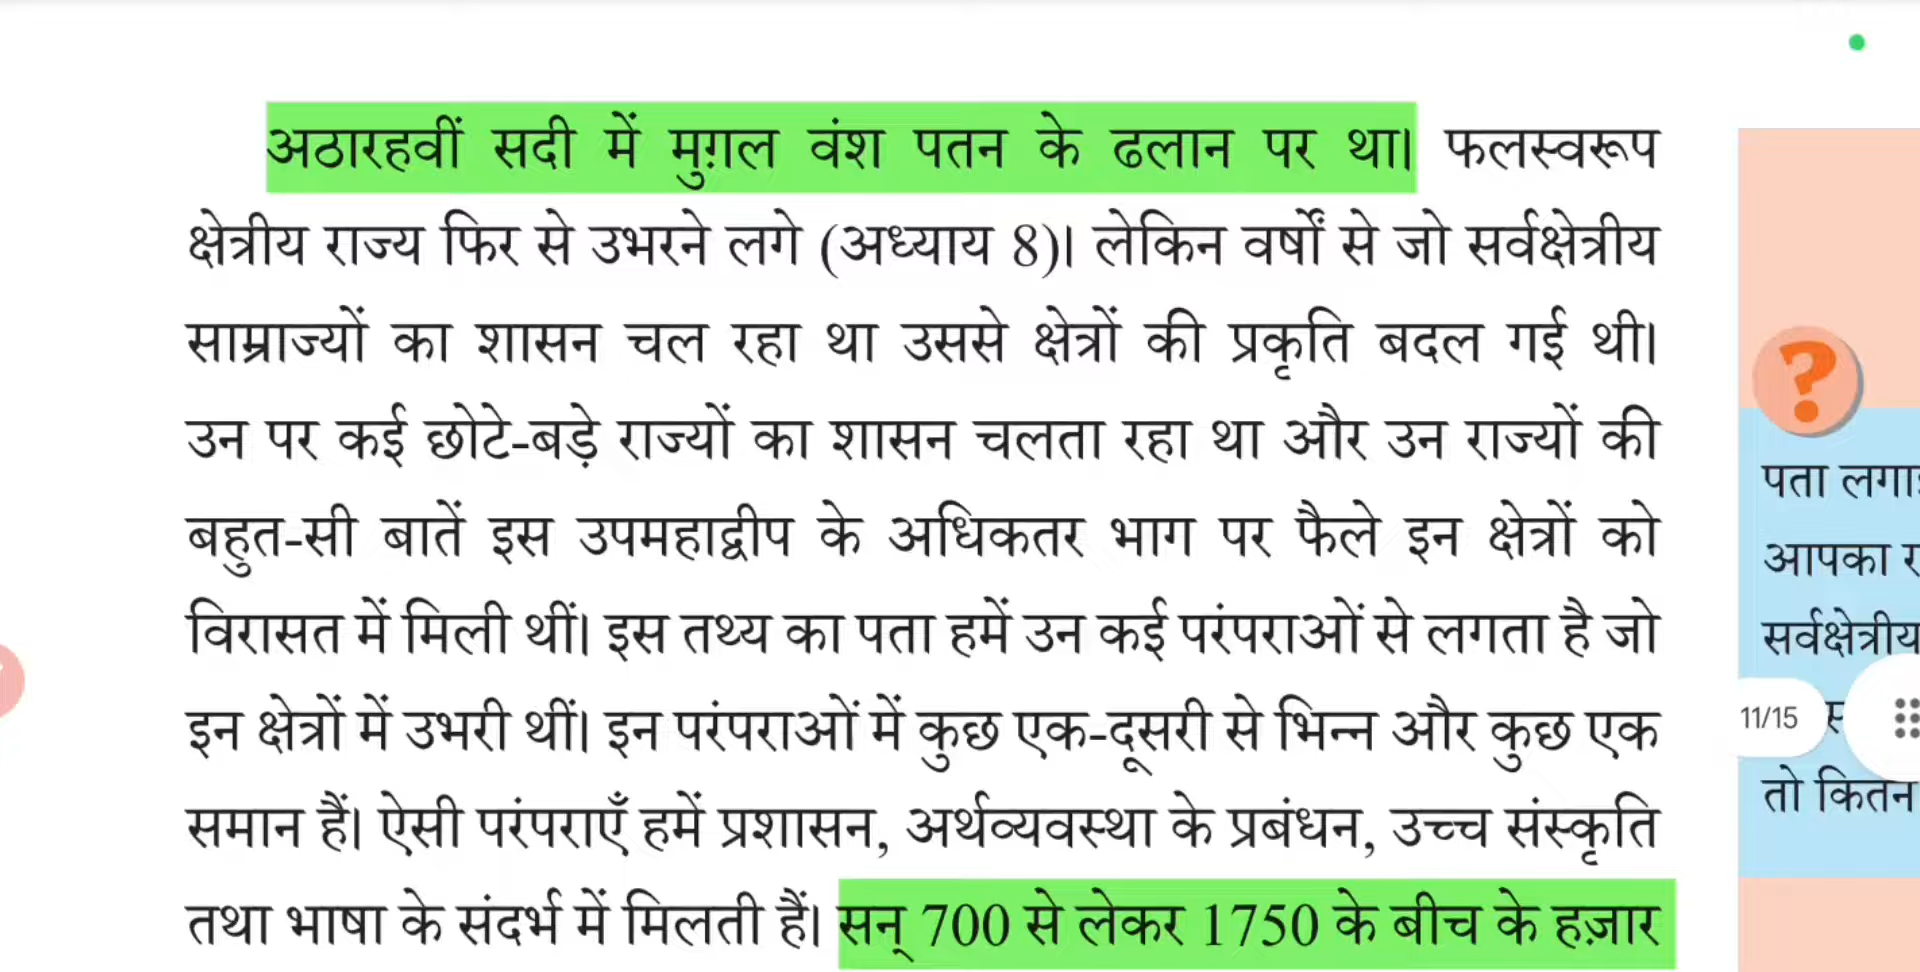 अठारहवीं सदी में मुग़ल वंश पतन के ढलान पर था। फलस्वरूप
क्षेत्रीय राज्य फिर से उभरने लगे (अध्याय 8)। लेकिन वर्षों से जो सर्वक्षेत्रीय
साम्राज्यों का शासन चल रहा था उससे क्षेत्रों की प्रकृति बदल गई थी।
उन पर कई छोटे-बड़े राज्यों का शासन चलता रहा था और उन राज्यों की
बहुत-सी बातें इस उपमहाद्वीप के अधिकतर भाग पर फैले इन क्षेत्रों को
विरासत में मिली थीं। इस तथ्य का पता हमें उन कई परंपराओं से लगता है जो
इन क्षेत्रों में उभरी थीं। इन परंपराओं में कुछ एक-दूसरी से भिन्न और कुछ एक
समान हैं। ऐसी परंपराएँ हमें प्रशासन, अर्थव्यवस्था के प्रबंधन, उच्च संस्कृति
तथा भाषा के संदर्भ में मिलती हैं। सन् 700 से लेकर 1750 के बीच के हज़ार
?
पता
आपका
सर्वक्षेत्रीय
11/15
तो